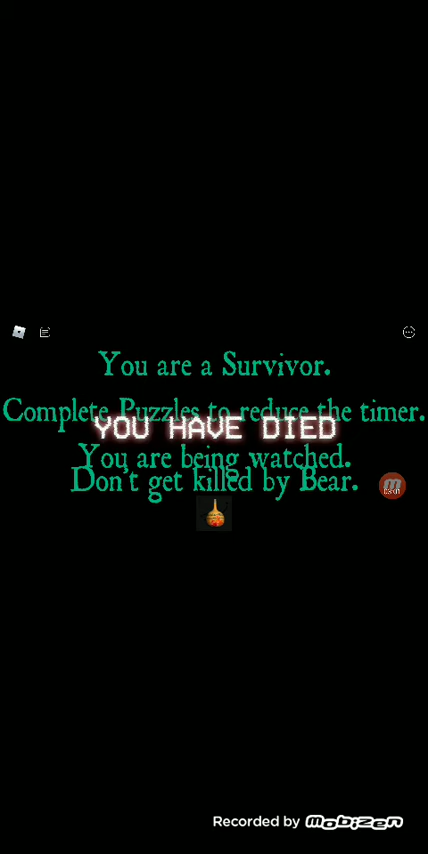 You are a Survivor.
Complete Puzzles to reduce the timer.
YOU HAVE DIED
You are being watched.
Don't get killed by Bear.
Recorded by mobizen